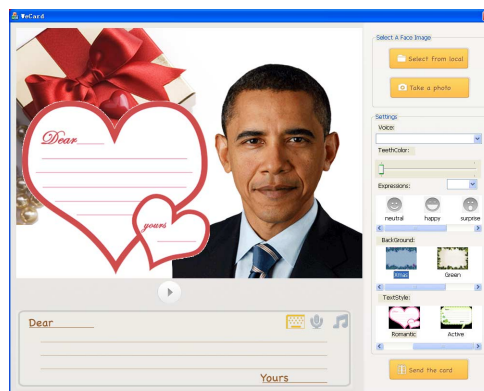 WeCard
Dear
yours
Dear
Yours
Select A Face Image
Select from local
Take a photo
Settings
Voice:
TeethColor:
Expressions:
neutral happy surprise
BackGround:
Xmas Green
TextStyle:
Romantic Active
Send the card